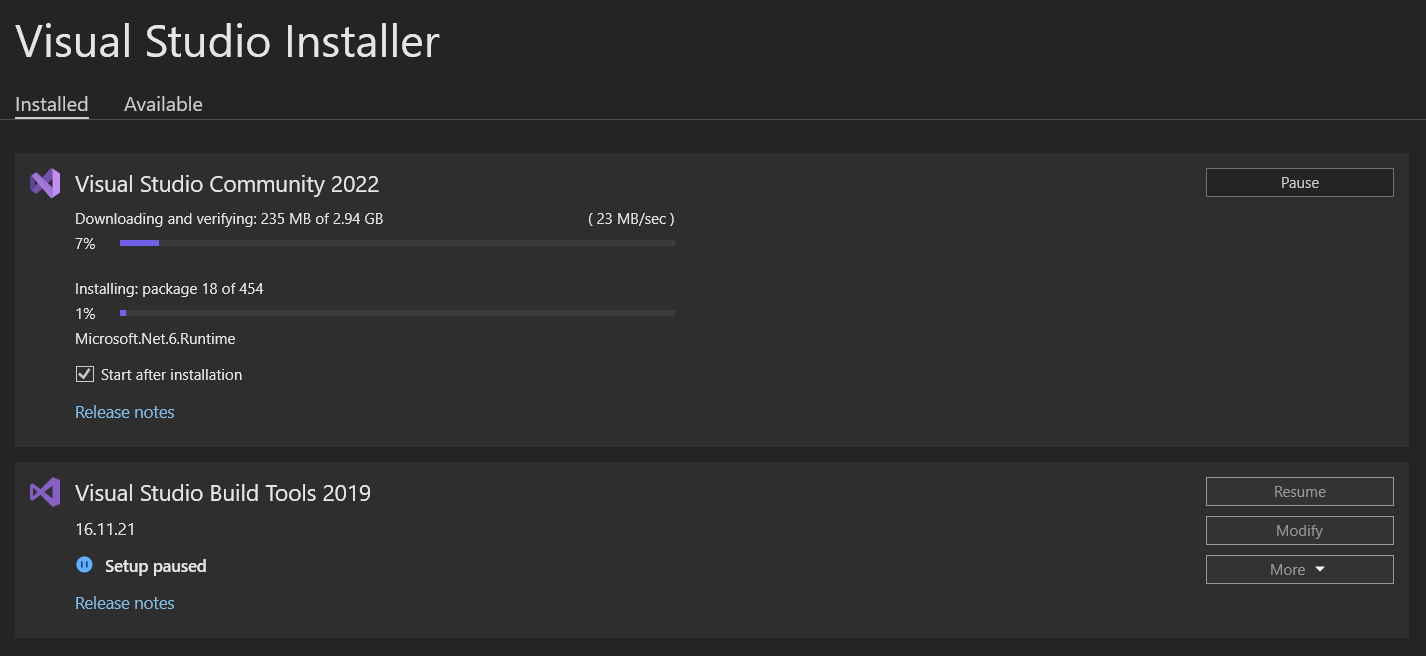 Visual Studio Installer
Installed Available
Visual Studio Community 2022
Pause
Downloading and verifying: 235 MB of 2.94 GB ( 23 MB/sec )
7%
Installing: package 18 of 454
1%
Microsoft.Net.6.Runtime
Start after installation
Release notes
Visual Studio Build Tools 2019
Resume
16.11.21
Modify
Setup paused
More
Release notes